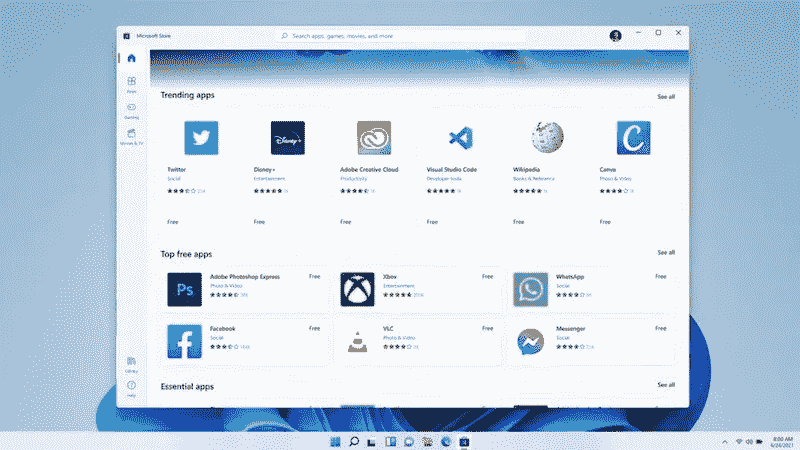 Microsoft Store
Search apps, games, movies, and more
Apps
Gaming
Movies & TV
Trending apps
See all
Disney+
Twitter
Disney+
Adobe Creative Cloud
Visual Studio Code
Wikipedia
Canva
Social
Entertainment
Productivity
Developer tools
Books & Reference
Photo & Video
Free
Free
Free
Free
Free
Free
Top free apps
See all
Ps
Adobe Photoshop Express
Free
Photo & Video
Xbox
Free
Entertainment
WhatsApp
Free
Social
Facebook
Free
Social
VLC
Free
Photo & Video
Messenger
Free
Social
Library
Help
Essential apps
See all
8:00 AM
6/24/2021